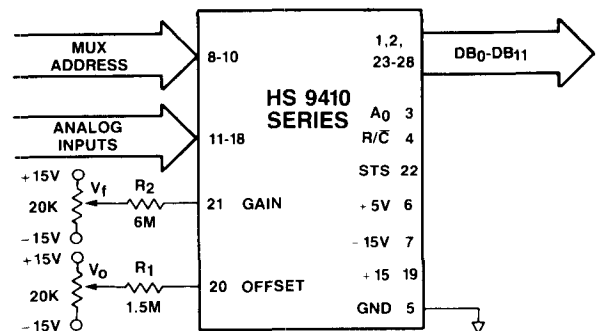 MUX
ADDRESS
8-10
1,2,
23-28
DB0-DB11
HS 9410
SERIES
ANALOG
INPUTS
11-18
A0 3
R/C̅ 4
STS 22
+15V
Vf
R2
20K
6M
21 GAIN
+5V 6
-15V
-15V 7
+15V
Vo
R1
20K
1.5M
20 OFFSET
+15 19
-15V
GND 5